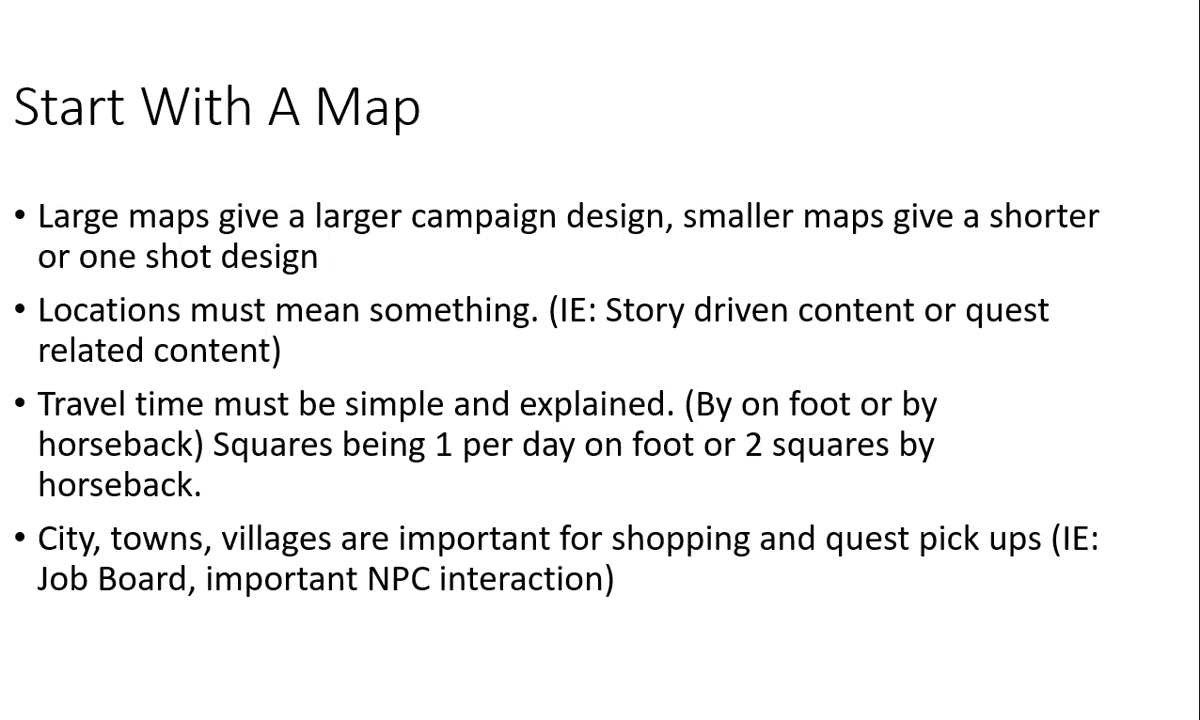 Start With A Map
• Large maps give a larger campaign design, smaller maps give a shorter
or one shot design
• Locations must mean something. (IE: Story driven content or quest
related content)
• Travel time must be simple and explained. (By on foot or by
horseback) Squares being 1 per day on foot or 2 squares by
horseback.
• City, towns, villages are important for shopping and quest pick ups (IE:
Job Board, important NPC interaction)